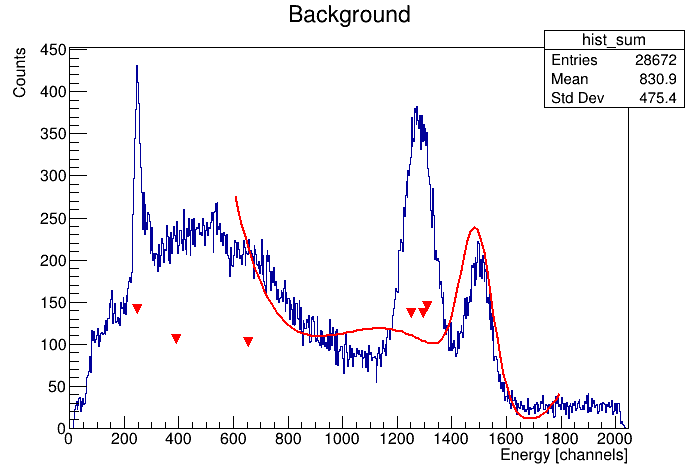 Background
hist_sum
Entries 28672
Mean 830.9
Std Dev 475.4
Counts
450
400
350
300
250
200
150
100
50
0
0 200 400 600 800 1000 1200 1400 1600 1800 2000
Energy [channels]